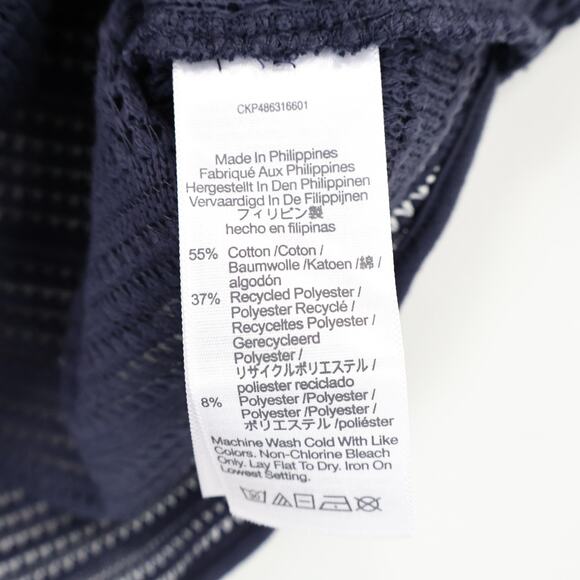 CKP486316601
Made In Philippines
Fabriqué Aux Philippines
Hergestellt In Den Philippinen
Vervaardigd In De Filippijnen
フィリピン製
hecho en filipinas
55% Cotton /Coton /
Baumwolle /Katoen /綿 /
algodón
37% Recycled Polyester /
Polyester Recyclé /
Recyceltes Polyester /
Gerecycleerd
Polyester /
リサイクルポリエステル /
poliester reciclado
8% Polyester /Polyester /
Polyester /Polyester /
ポリエステル /poliéster
Machine Wash Cold With Like
Colors. Non-Chlorine Bleach
Only. Lay Flat To Dry. Iron On
Lowest Setting.